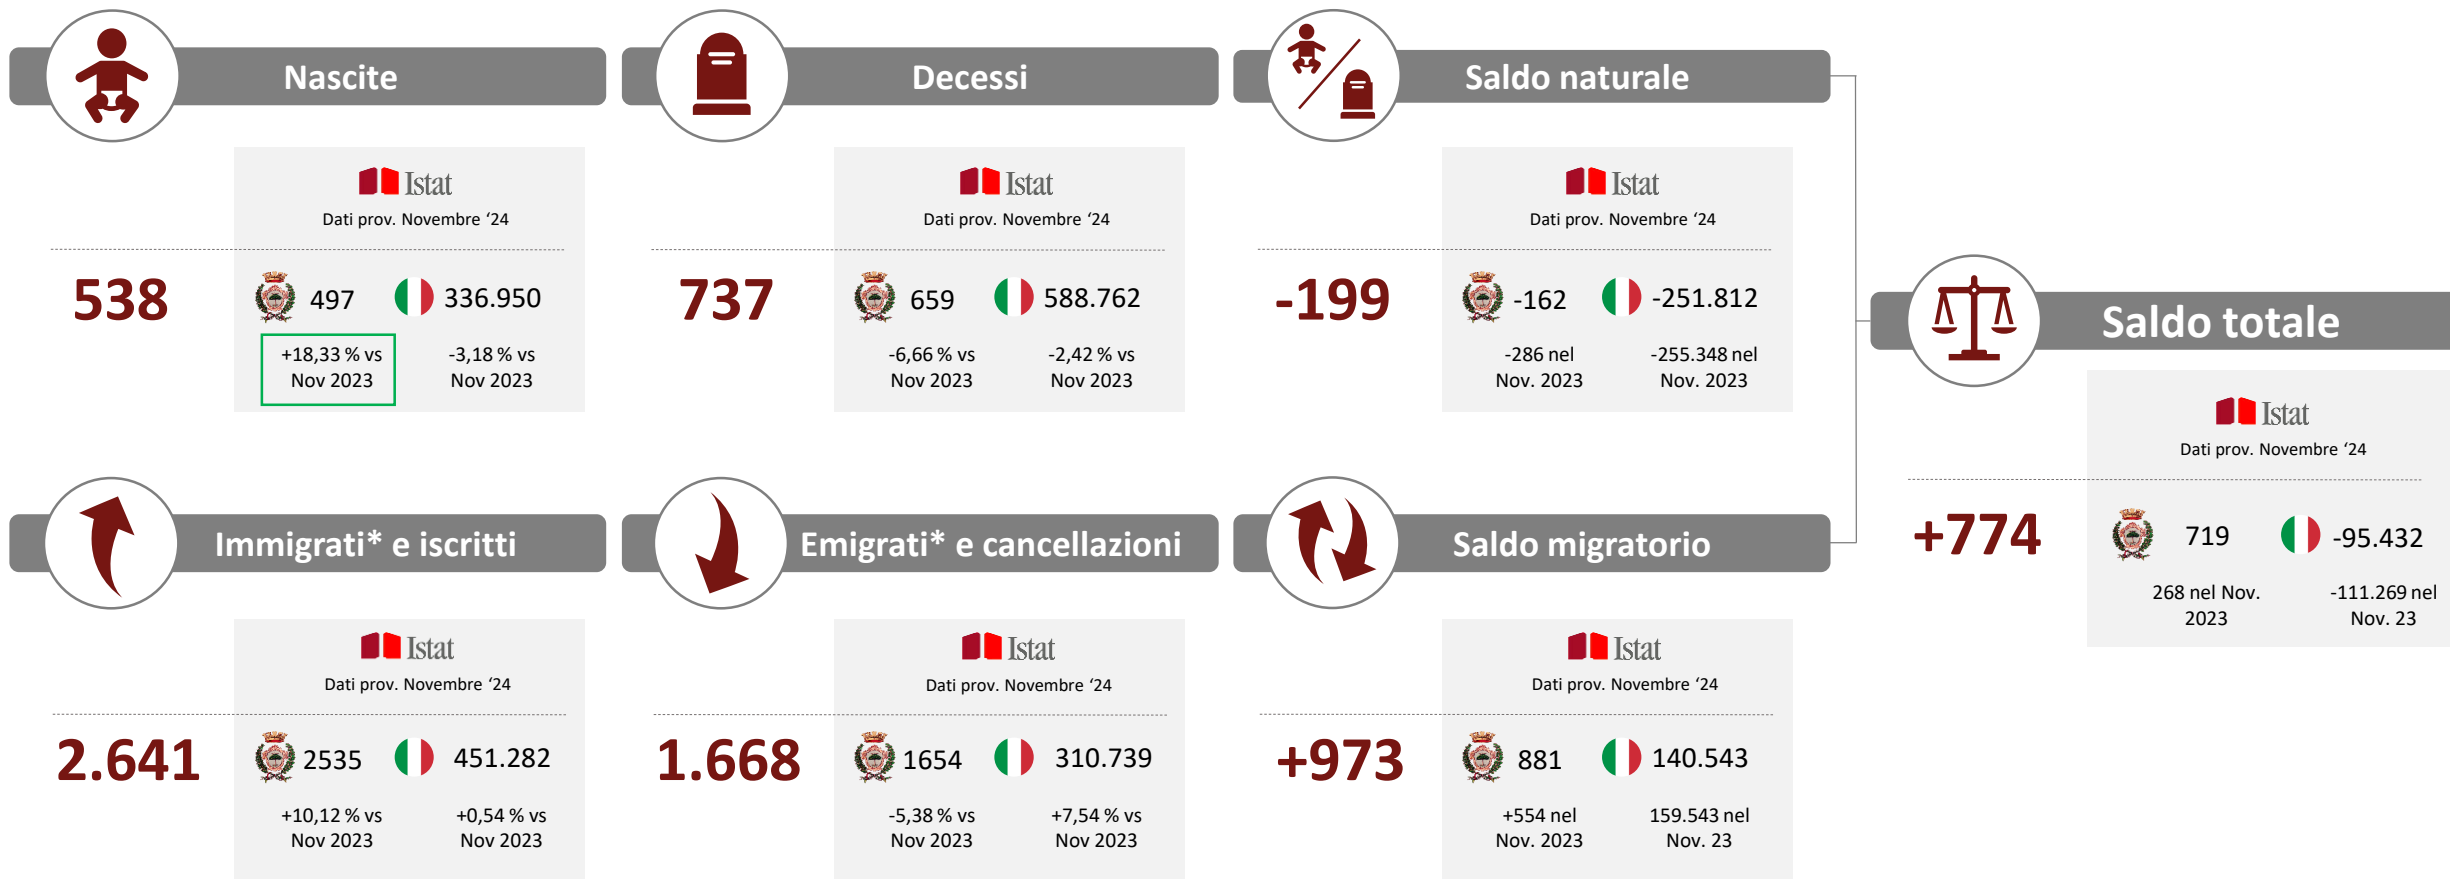 Nascite
Istat
Dati prov. Novembre ‘24
538
497
336.950
+18,33 % vs
Nov 2023
-3,18 % vs
Nov 2023
Decessi
Istat
Dati prov. Novembre ‘24
737
659
588.762
-6,66 % vs
Nov 2023
-2,42 % vs
Nov 2023
Saldo naturale
Istat
Dati prov. Novembre ‘24
-199
-162
-251.812
-286 nel
Nov. 2023
-255.348 nel
Nov. 2023
Immigrati* e iscritti
Istat
Dati prov. Novembre ‘24
2.641
2535
451.282
+10,12 % vs
Nov 2023
+0,54 % vs
Nov 2023
Emigrati* e cancellazioni
Istat
Dati prov. Novembre ‘24
1.668
1654
310.739
-5,38 % vs
Nov 2023
+7,54 % vs
Nov 2023
Saldo migratorio
Istat
Dati prov. Novembre ‘24
+973
881
140.543
+554 nel
Nov. 2023
159.543 nel
Nov. 23
Saldo totale
Istat
Dati prov. Novembre ‘24
+774
719
-95.432
268 nel Nov.
2023
-111.269 nel
Nov. 23